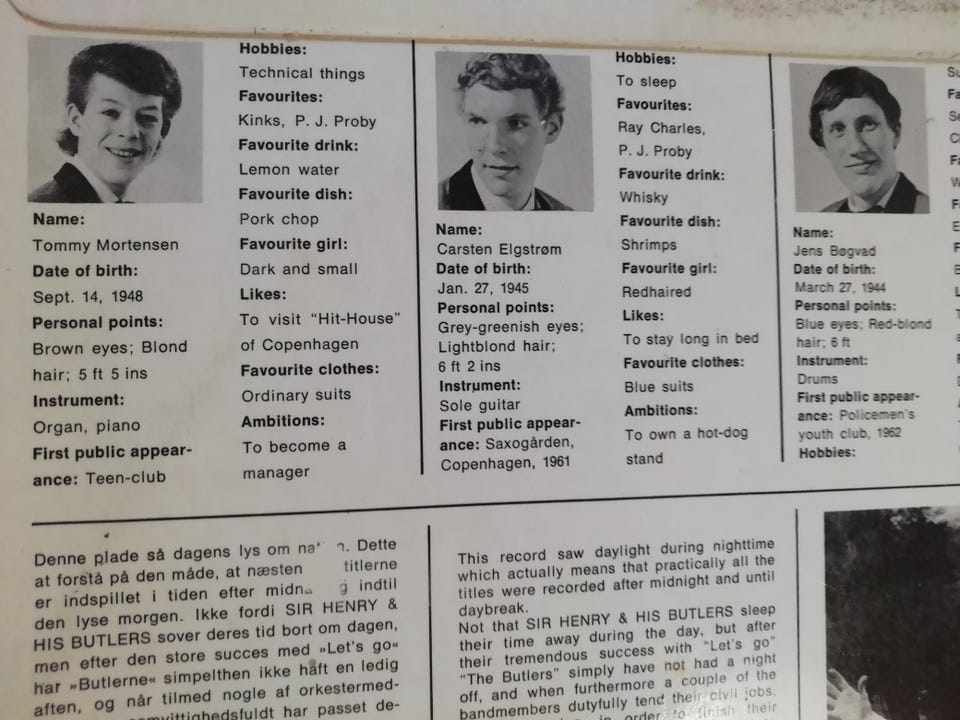 Name:
Tommy Mortensen
Date of birth:
Sept. 14, 1948
Personal points:
Brown eyes; Blond
hair; 5 ft 5 ins
Instrument:
Organ, piano
First public appear-
ance: Teen-club
Hobbies:
Technical things
Favourites:
Kinks, P. J. Proby
Favourite drink:
Lemon water
Favourite dish:
Pork chop
Favourite girl:
Dark and small
Likes:
To visit "Hit-House"
of Copenhagen
Favourite clothes:
Ordinary suits
Ambitions:
To become a
manager
Name:
Carsten Elgstrøm
Date of birth:
Jan. 27, 1945
Personal points:
Grey-greenish eyes;
Lightblond hair;
6 ft 2 ins
Instrument:
Sole guitar
First public appear-
ance: Saxogården,
Copenhagen, 1961
Hobbies:
To sleep
Favourites:
Ray Charles,
P. J. Proby
Favourite drink:
Whisky
Favourite dish:
Shrimps
Favourite girl:
Redhaired
Likes:
To stay long in bed
Favourite clothes:
Blue suits
Ambitions:
To own a hot-dog
stand
Name:
Jens Bøgvad
Date of birth:
March 27, 1944
Personal points:
Blue eyes; Red-blond
hair; 6 ft
Instrument:
Drums
First public appear-
ance: Policemen's
youth club, 1962
Hobbies:
Denne plade så dagens lys om Dette
at forstå på den måde, at næsten titlerne
er indspillet i tiden efter indtil
den lyse morgen. Ikke fordi SIR HENRY &
HIS BUTLERS sover deres tid bort om dagen,
men efter den store succes med »Let's go«
har »Butlerne« simpelthen ikke haft en ledig
aften, og når tilmed nogle af orkestermed-
har passet de-
This record saw daylight during nighttime
which actually means that practically all the
titles were recorded after midnight and until
daybreak.
Not that SIR HENRY & HIS BUTLERS sleep
their time away during the day, but after
their tremendous success with "Let's go"
"The Butlers" simply have not had a night
off, and when furthermore a couple of the
bandmembers dutyfully tend their civil jobs,
in order to finish their